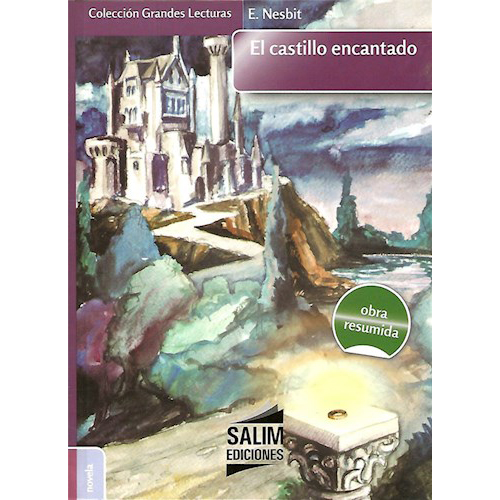 Colección Grandes Lecturas
E. Nesbit
El castillo encantado
obra
resumida
SALIM
EDICIONES
novela